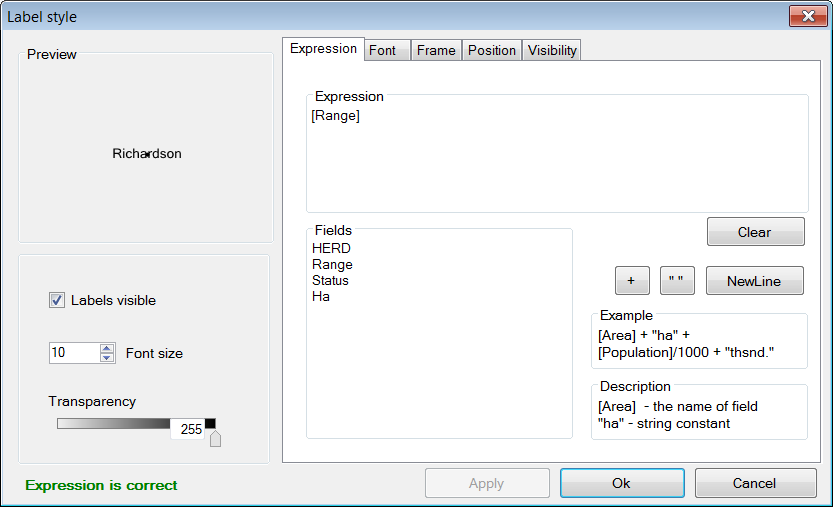 Label style
Preview
Richardson
Labels visible
10 Font size
Transparency
255
Expression is correct
Expression Font Frame Position Visibility
Expression
[Range]
Clear
Fields
HERD
Range
Status
Ha
+ " " NewLine
Example
[Area] + "ha" +
[Population]/1000 + "thsnd."
Description
[Area] - the name of field
"ha" - string constant
Apply Ok Cancel